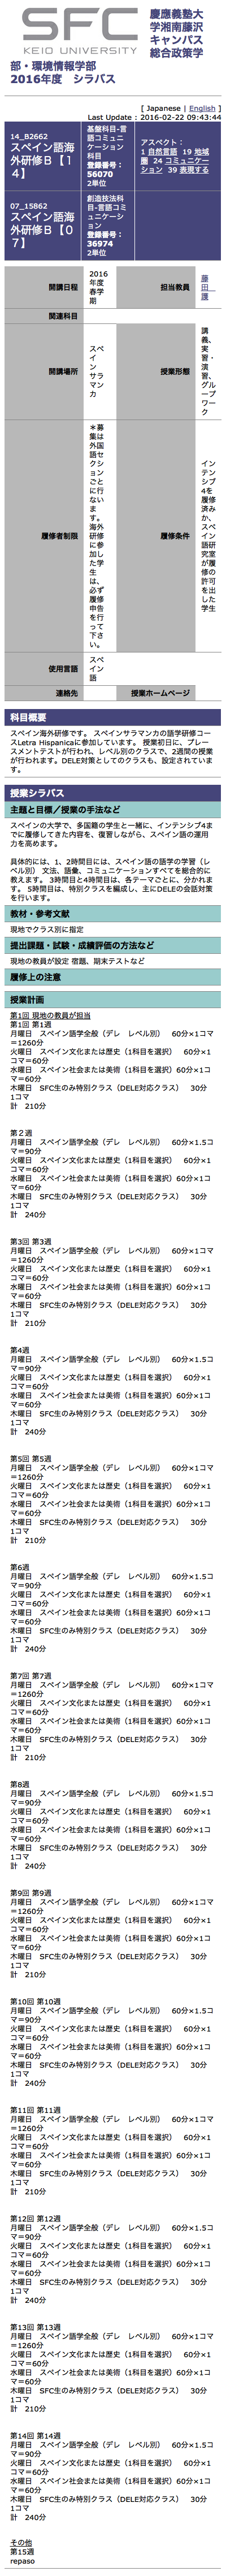 SFC
KEIO UNIVERSITY
慶應義塾大
学湘南藤沢
キャンパス
総合政策学
部・環境情報学部
2016年度　シラバス
[ Japanese | English ]
Last Update : 2016-02-22 09:43:44
14_B2662
スペイン語海
外研修B【1
4】
基盤科目-言
語コミュニ
ケーション
科目
登録番号：
56070
2単位
アスペクト：
1 自然言語　19 地域
圏　24 コミュニケー
ション　39 表現する
07_15862
スペイン語海
外研修B【0
7】
創造技法科
目-言語コミ
ュニケーシ
ョン
登録番号：
36974
2単位
開講日程
2016
年度
春学
期
担当教員
藤
田
護
関連科目
開講場所
スペ
イ
ン
サラ
マン
カ
授業形態
講
義、
実
習・
演
習、
グル
ープ
ワー
ク
履修者制限
＊募
集は
外国
語セ
クシ
ョン
ごと
に行
ない
ま
す。
海外
研修
に参
加し
た学
生
は、
必ず
履修
申告
を行
って
下さ
い。
履修条件
イン
テン
シブ
4を
履修
済み
か、
スペ
イン
語研
究室
が履
修の
許可
を出
した
学生
使用言語
スペ
イン
語
連絡先
授業ホームページ
科目概要
スペイン海外研修です。 スペインサラマンカの語学研修コー
スLetra Hispanicaに参加しています。 授業初日に、プレー
スメントテストが行われ、レベル別のクラスで、2週間の授業
が行われます。DELE対策としてのクラスも、設定されていま
す。
授業シラバス
主題と目標／授業の手法など
スペインの大学で、多国籍の学生と一緒に、インテンシブ4ま
でに履修してきた内容を、復習しながら、スペイン語の運用
力を高めます。
具体的には、1、2時間目には、スペイン語の語学の学習（レ
ベル別） 文法、語彙、コミュニケーションすべてを総合的に
教えます。 3時間目と4時間目は、各テーマごとに、分かれま
す。 5時間目は、特別クラスを編成し、主にDELEの会話対策
を行います。
教材・参考文献
現地でクラス別に指定
提出課題・試験・成績評価の方法など
現地の教員が設定 宿題、期末テストなど
履修上の注意
授業計画
第1回 現地の教員が担当
第1回 第1週
月曜日　スペイン語学全般（デレ　レベル別）　60分×1コマ
＝1260分
火曜日　スペイン文化または歴史（1科目を選択）　60分×1
コマ＝60分
水曜日　スペイン社会または美術（1科目を選択）60分×1コ
マ＝60分
木曜日　SFC生のみ特別クラス（DELE対応クラス）　30分
1コマ
計　210分
第２週
月曜日　スペイン語学全般（デレ　レベル別）　60分×1.5コ
マ＝90分
火曜日　スペイン文化または歴史（1科目を選択）　60分×1
コマ＝60分
水曜日　スペイン社会または美術（1科目を選択）60分×1コ
マ＝60分
木曜日　SFC生のみ特別クラス（DELE対応クラス）　30分
1コマ
計　240分
第3回 第3週
月曜日　スペイン語学全般（デレ　レベル別）　60分×1コマ
＝1260分
火曜日　スペイン文化または歴史（1科目を選択）　60分×1
コマ＝60分
水曜日　スペイン社会または美術（1科目を選択）60分×1コ
マ＝60分
木曜日　SFC生のみ特別クラス（DELE対応クラス）　30分
1コマ
計　210分
第4週
月曜日　スペイン語学全般（デレ　レベル別）　60分×1.5コ
マ＝90分
火曜日　スペイン文化または歴史（1科目を選択）　60分×1
コマ＝60分
水曜日　スペイン社会または美術（1科目を選択）60分×1コ
マ＝60分
木曜日　SFC生のみ特別クラス（DELE対応クラス）　30分
1コマ
計　240分
第5回 第5週
月曜日　スペイン語学全般（デレ　レベル別）　60分×1コマ
＝1260分
火曜日　スペイン文化または歴史（1科目を選択）　60分×1
コマ＝60分
水曜日　スペイン社会または美術（1科目を選択）60分×1コ
マ＝60分
木曜日　SFC生のみ特別クラス（DELE対応クラス）　30分
1コマ
計　210分
第6週
月曜日　スペイン語学全般（デレ　レベル別）　60分×1.5コ
マ＝90分
火曜日　スペイン文化または歴史（1科目を選択）　60分×1
コマ＝60分
水曜日　スペイン社会または美術（1科目を選択）60分×1コ
マ＝60分
木曜日　SFC生のみ特別クラス（DELE対応クラス）　30分
1コマ
計　240分
第7回 第7週
月曜日　スペイン語学全般（デレ　レベル別）　60分×1コマ
＝1260分
火曜日　スペイン文化または歴史（1科目を選択）　60分×1
コマ＝60分
水曜日　スペイン社会または美術（1科目を選択）60分×1コ
マ＝60分
木曜日　SFC生のみ特別クラス（DELE対応クラス）　30分
1コマ
計　210分
第8週
月曜日　スペイン語学全般（デレ　レベル別）　60分×1.5コ
マ＝90分
火曜日　スペイン文化または歴史（1科目を選択）　60分×1
コマ＝60分
水曜日　スペイン社会または美術（1科目を選択）60分×1コ
マ＝60分
木曜日　SFC生のみ特別クラス（DELE対応クラス）　30分
1コマ
計　240分
第9回 第9週
月曜日　スペイン語学全般（デレ　レベル別）　60分×1コマ
＝1260分
火曜日　スペイン文化または歴史（1科目を選択）　60分×1
コマ＝60分
水曜日　スペイン社会または美術（1科目を選択）60分×1コ
マ＝60分
木曜日　SFC生のみ特別クラス（DELE対応クラス）　30分
1コマ
計　210分
第10回 第10週
月曜日　スペイン語学全般（デレ　レベル別）　60分×1.5コ
マ＝90分
火曜日　スペイン文化または歴史（1科目を選択）　60分×1
コマ＝60分
水曜日　スペイン社会または美術（1科目を選択）60分×1コ
マ＝60分
木曜日　SFC生のみ特別クラス（DELE対応クラス）　30分
1コマ
計　240分
第11回 第11週
月曜日　スペイン語学全般（デレ　レベル別）　60分×1コマ
＝1260分
火曜日　スペイン文化または歴史（1科目を選択）　60分×1
コマ＝60分
水曜日　スペイン社会または美術（1科目を選択）60分×1コ
マ＝60分
木曜日　SFC生のみ特別クラス（DELE対応クラス）　30分
1コマ
計　210分
第12回 第12週
月曜日　スペイン語学全般（デレ　レベル別）　60分×1.5コ
マ＝90分
火曜日　スペイン文化または歴史（1科目を選択）　60分×1
コマ＝60分
水曜日　スペイン社会または美術（1科目を選択）60分×1コ
マ＝60分
木曜日　SFC生のみ特別クラス（DELE対応クラス）　30分
1コマ
計　240分
第13回 第13週
月曜日　スペイン語学全般（デレ　レベル別）　60分×1コマ
＝1260分
火曜日　スペイン文化または歴史（1科目を選択）　60分×1
コマ＝60分
水曜日　スペイン社会または美術（1科目を選択）60分×1コ
マ＝60分
木曜日　SFC生のみ特別クラス（DELE対応クラス）　30分
1コマ
計　210分
第14回 第14週
月曜日　スペイン語学全般（デレ　レベル別）　60分×1.5コ
マ＝90分
火曜日　スペイン文化または歴史（1科目を選択）　60分×1
コマ＝60分
水曜日　スペイン社会または美術（1科目を選択）60分×1コ
マ＝60分
木曜日　SFC生のみ特別クラス（DELE対応クラス）　30分
1コマ
計　240分
その他
第15週
repaso